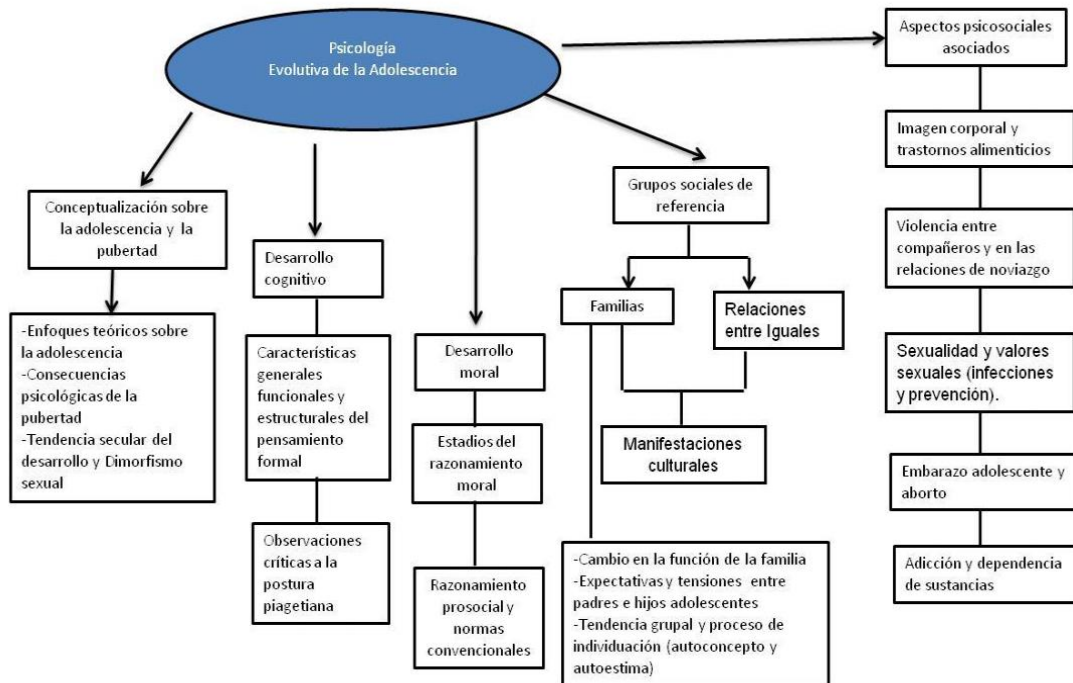 Psicología
Evolutiva de la Adolescencia
Conceptualización sobre
la adolescencia y la
pubertad
-Enfoques teóricos sobre
la adolescencia
-Consecuencias
psicológicas de la
pubertad
-Tendencia secular del
desarrollo y Dimorfismo
sexual
Desarrollo
cognitivo
Características
generales
funcionales y
estructurales del
pensamiento
formal
Observaciones
críticas a la
postura
piagetiana
Desarrollo
moral
Estadios del
razonamiento
moral
Razonamiento
prosocial y
normas
convencionales
Grupos sociales de
referencia
Familias
Relaciones
entre Iguales
Manifestaciones
culturales
-Cambio en la función de la familia
-Expectativas y tensiones entre
padres e hijos adolescentes
-Tendencia grupal y proceso de
individuación (autoconcepto y
autoestima)
Aspectos psicosociales
asociados
Imagen corporal y
trastornos alimenticios
Violencia entre
compañeros y en las
relaciones de noviazgo
Sexualidad y valores
sexuales (infecciones
y prevención).
Embarazo adolescente y
aborto
Adicción y dependencia
de sustancias